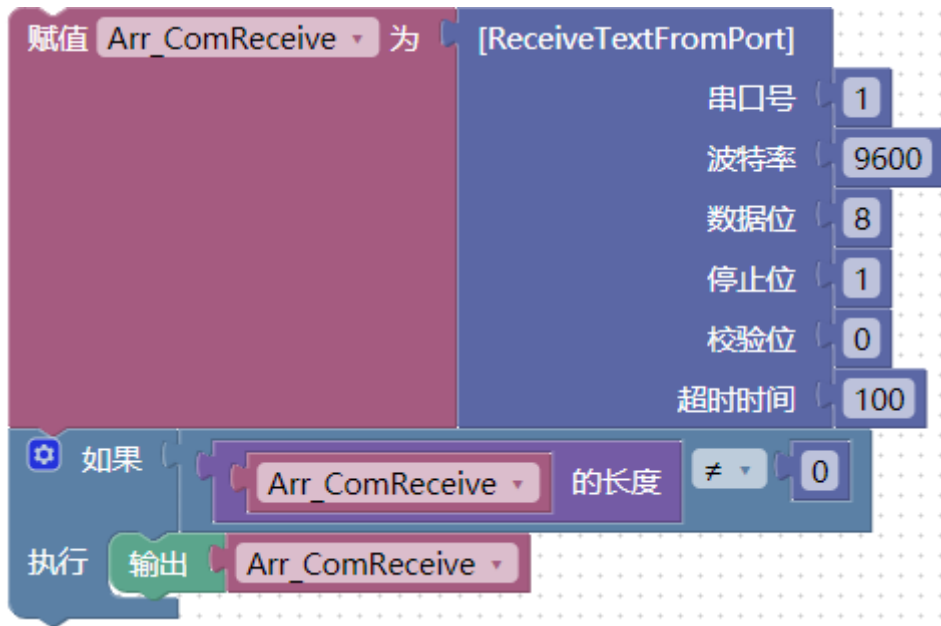 赋值 Arr_ComReceive 为 [ReceiveTextFromPort]
串口号 1
波特率 9600
数据位 8
停止位 1
校验位 0
超时时间 100
如果 Arr_ComReceive 的长度 ≠ 0
执行 输出 Arr_ComReceive